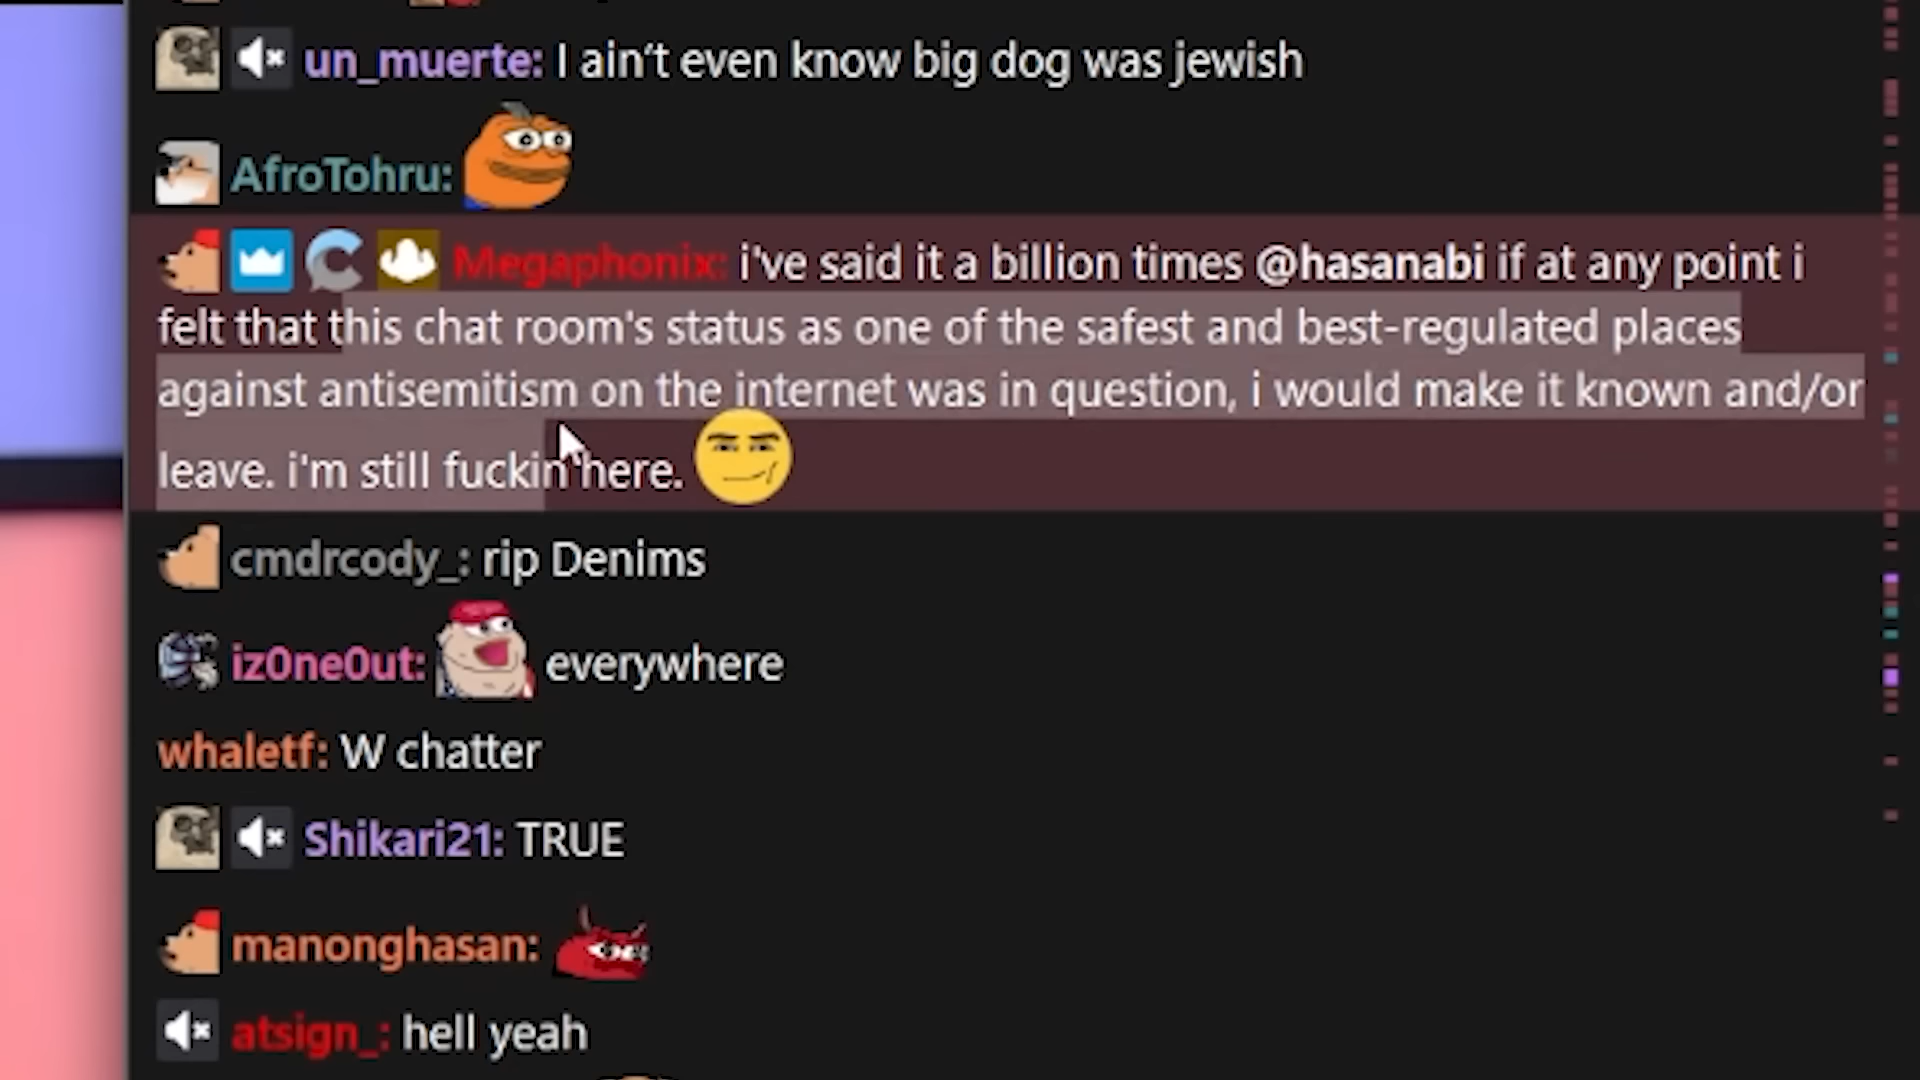 un_muerte: I ain't even know big dog was jewish
AfroTohru:
Megaphonix: i've said it a billion times @hasanabi if at any point i
felt that this chat room's status as one of the safest and best-regulated places
against antisemitism on the internet was in question, i would make it known and/or
leave. i'm still fuckin here.
cmdrcody_: rip Denims
iz0ne0ut: everywhere
whaletf: W chatter
Shikari21: TRUE
manonghasan:
atsign_: hell yeah